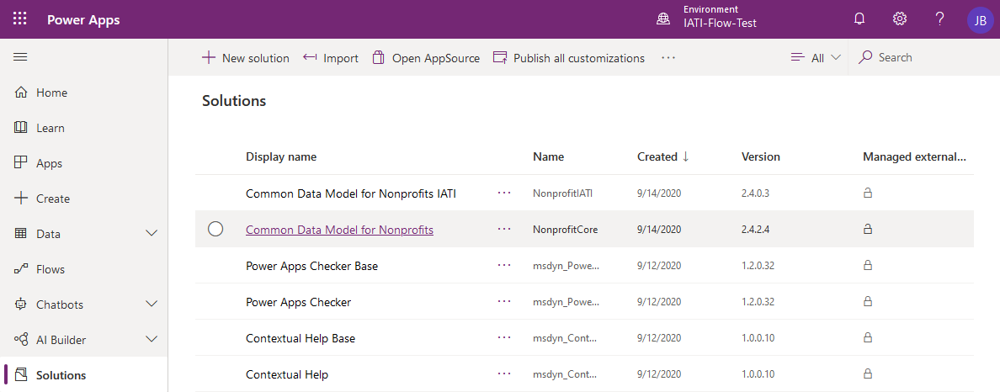 Power Apps
Environment
IATI-Flow-Test
JB
New solution
Import
Open AppSource
Publish all customizations
All
Search
Home
Learn
Apps
Create
Data
Flows
Chatbots
AI Builder
Solutions
Solutions
Display name Name Created ↓ Version Managed external...
Common Data Model for Nonprofits IATI ... NonprofitIATI 9/14/2020 2.4.0.3
Common Data Model for Nonprofits ... NonprofitCore 9/14/2020 2.4.2.4
Power Apps Checker Base ... msdyn_Powe... 9/12/2020 1.2.0.32
Power Apps Checker ... msdyn_Powe... 9/12/2020 1.2.0.32
Contextual Help Base ... msdyn_Cont... 9/12/2020 1.0.0.10
Contextual Help ... msdyn_Cont... 9/12/2020 1.0.0.10